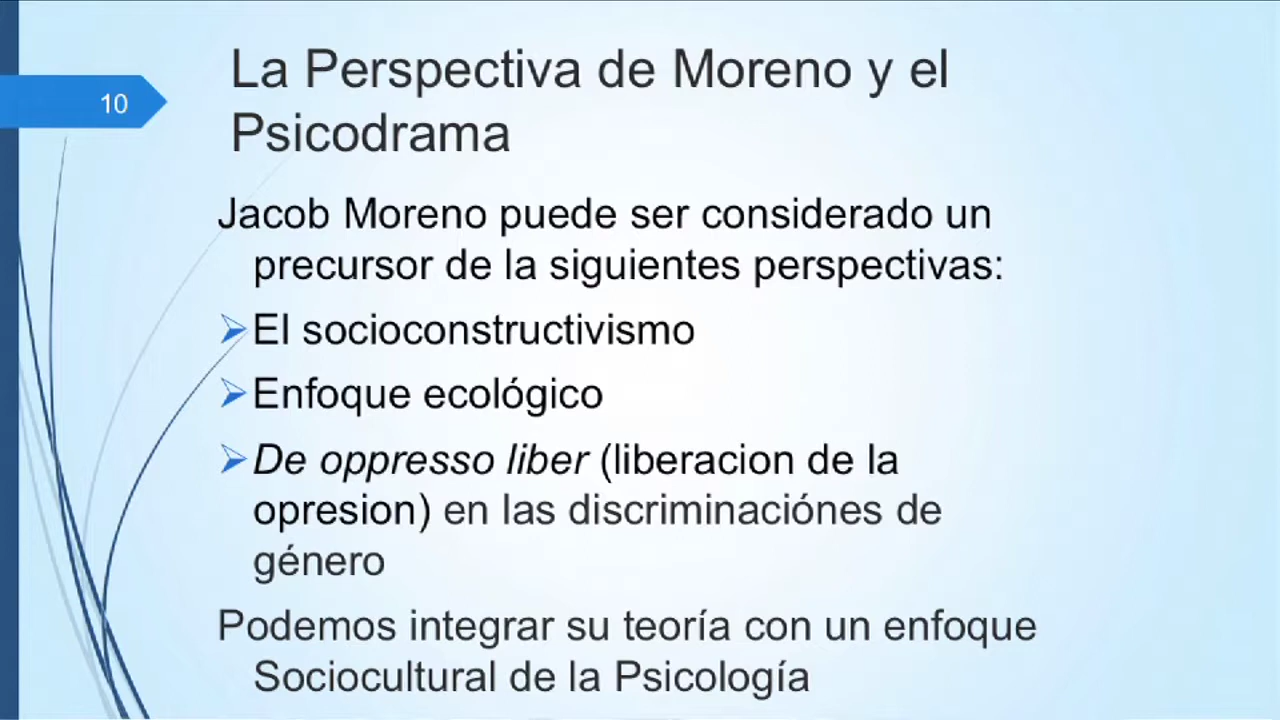 10
La Perspectiva de Moreno y el
Psicodrama
Jacob Moreno puede ser considerado un
precursor de la siguientes perspectivas:
El socioconstructivismo
Enfoque ecológico
De oppresso liber (liberacion de la
opresion) en las discriminaciónes de
género
Podemos integrar su teoría con un enfoque
Sociocultural de la Psicología